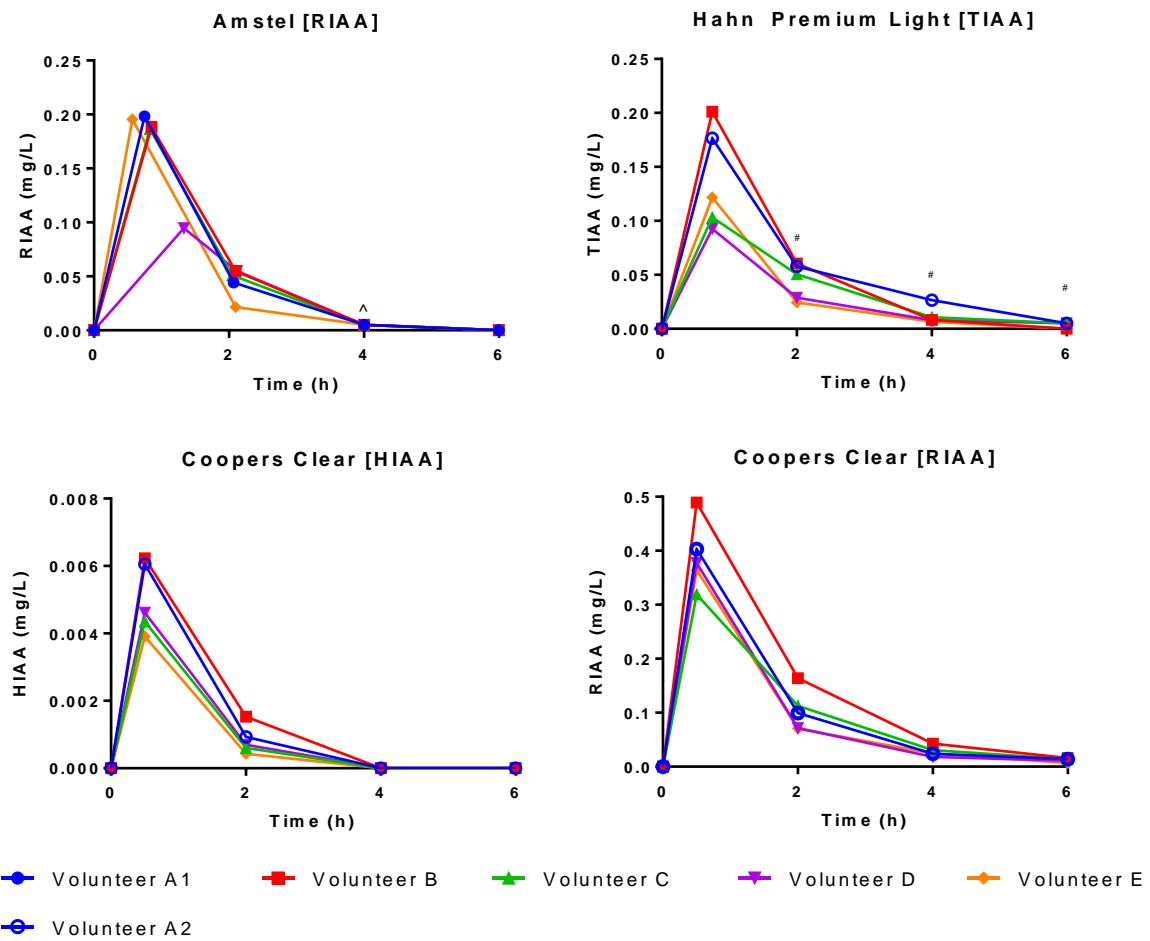 Amstel [RIAA]
RIAA (mg/L)
0.25
0.20
0.15
0.10
0.05
0.00
^
0 2 4 6
Time (h)
Hahn Premium Light [TIAA]
TIAA (mg/L)
0.25
0.20
0.15
0.10
0.05
0.00
# # #
0 2 4 6
Time (h)
Coopers Clear [HIAA]
HIAA (mg/L)
0.008
0.006
0.004
0.002
0.000
0 2 4 6
Time (h)
Coopers Clear [RIAA]
RIAA (mg/L)
0.5
0.4
0.3
0.2
0.1
0.0
0 2 4 6
Time (h)
Volunteer A1 Volunteer B Volunteer C Volunteer D Volunteer E
Volunteer A2